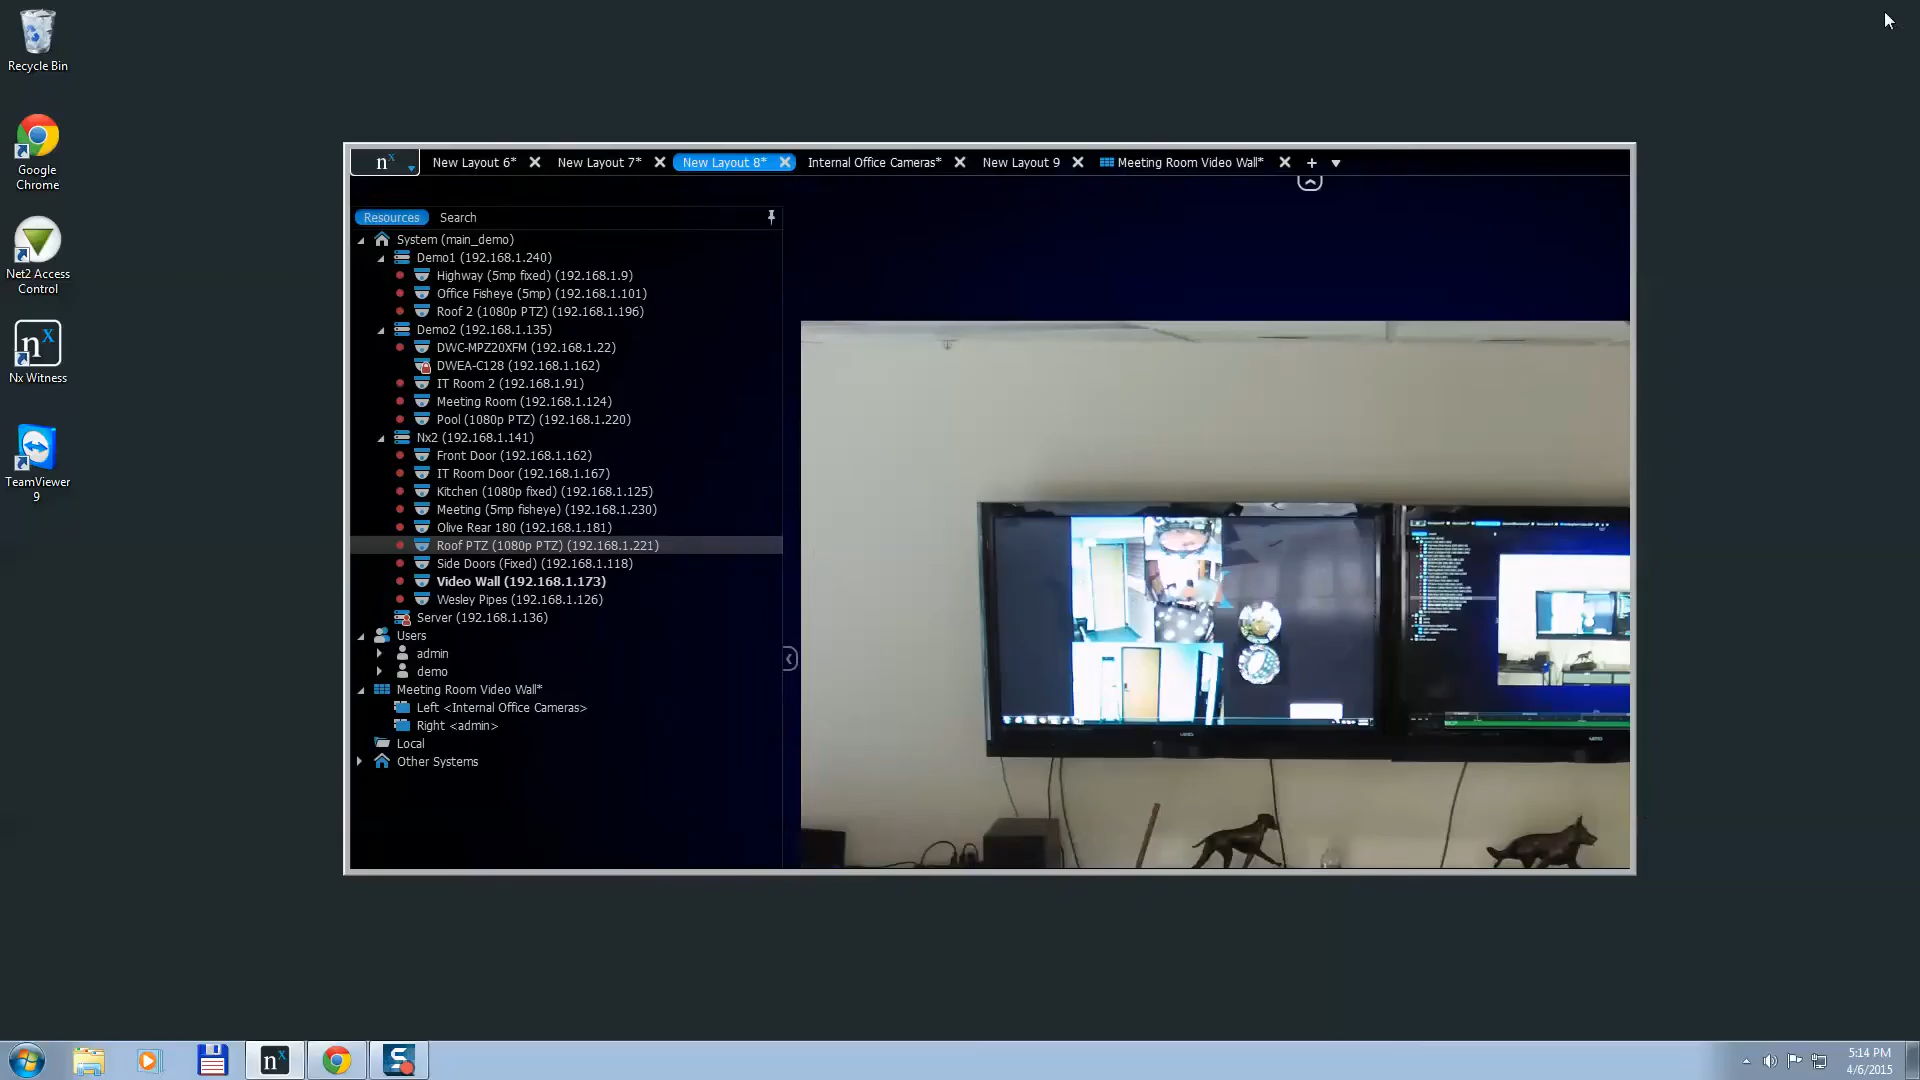 Recycle Bin
Google
Chrome
Net2 Access
Control
nx
Nx Witness
TeamViewer
9
nx
New Layout 6*
New Layout 7*
New Layout 8*
Internal Office Cameras*
New Layout 9
Meeting Room Video Wall*
Resources
Search
System (main_demo)
Demo1 (192.168.1.240)
Highway (5mp fixed) (192.168.1.9)
Office Fisheye (5mp) (192.168.1.101)
Roof 2 (1080p PTZ) (192.168.1.196)
Demo2 (192.168.1.135)
DWC-MPZ20XFM (192.168.1.22)
DWEA-C128 (192.168.1.162)
IT Room 2 (192.168.1.91)
Meeting Room (192.168.1.124)
Pool (1080p PTZ) (192.168.1.220)
Nx2 (192.168.1.141)
Front Door (192.168.1.162)
IT Room Door (192.168.1.167)
Kitchen (1080p fixed) (192.168.1.125)
Meeting (5mp fisheye) (192.168.1.230)
Olive Rear 180 (192.168.1.181)
Roof PTZ (1080p PTZ) (192.168.1.221)
Side Doors (Fixed) (192.168.1.118)
Video Wall (192.168.1.173)
Wesley Pipes (192.168.1.126)
Server (192.168.1.136)
Users
admin
demo
Meeting Room Video Wall*
Left <Internal Office Cameras>
Right <admin>
Local
Other Systems
nx
S
5:14 PM
4/6/2015